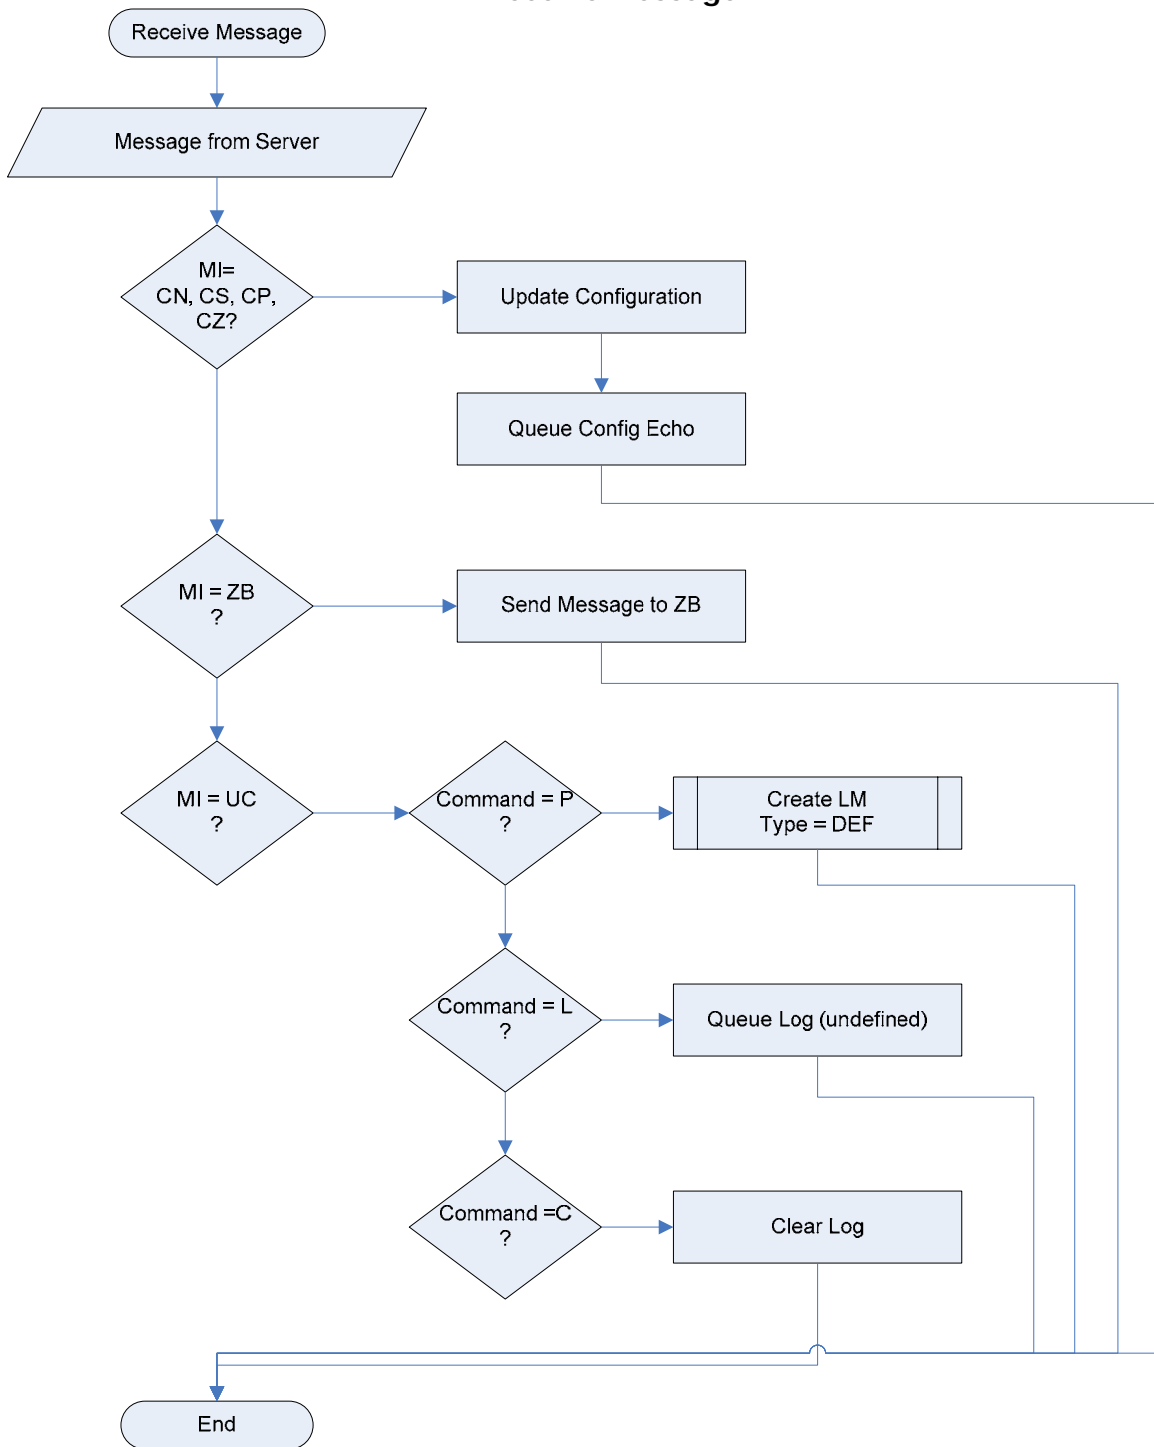 Receive Message
Message from Server
MI=
CN, CS, CP,
CZ?
Update Configuration
Queue Config Echo
MI = ZB
?
Send Message to ZB
MI = UC
?
Command = P
?
Create LM
Type = DEF
Command = L
?
Queue Log (undefined)
Command =C
?
Clear Log
End